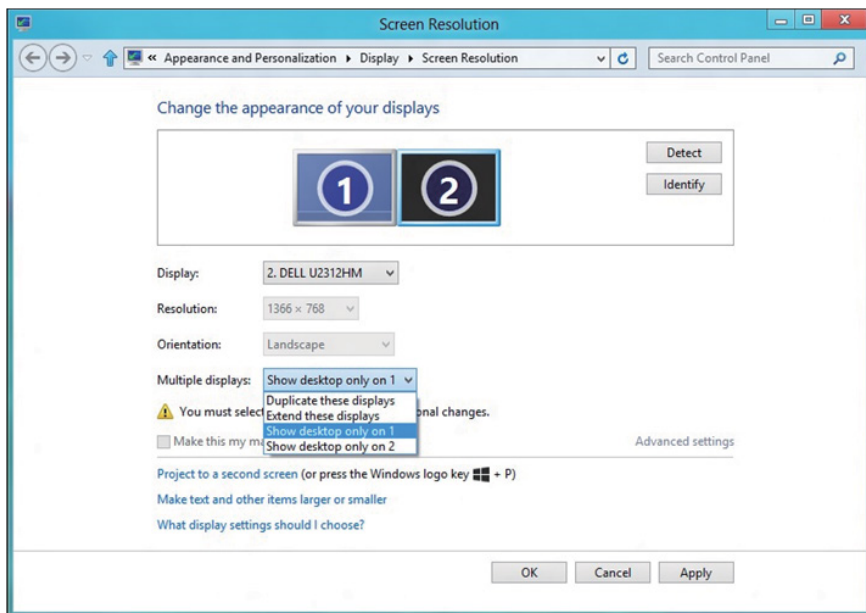 Screen Resolution
« Appearance and Personalization Display Screen Resolution Search Control Panel
Change the appearance of your displays
1 2
Detect
Identify
Display: 2. DELL U2312HM
Resolution: 1366 × 768
Orientation: Landscape
Multiple displays: Show desktop only on 1
Duplicate these displays
You must selec onal changes.
Extend these displays
Show desktop only on 1
Make this my ma Advanced settings
Show desktop only on 2
Project to a second screen (or press the Windows logo key + P)
Make text and other items larger or smaller
What display settings should I choose?
OK Cancel Apply